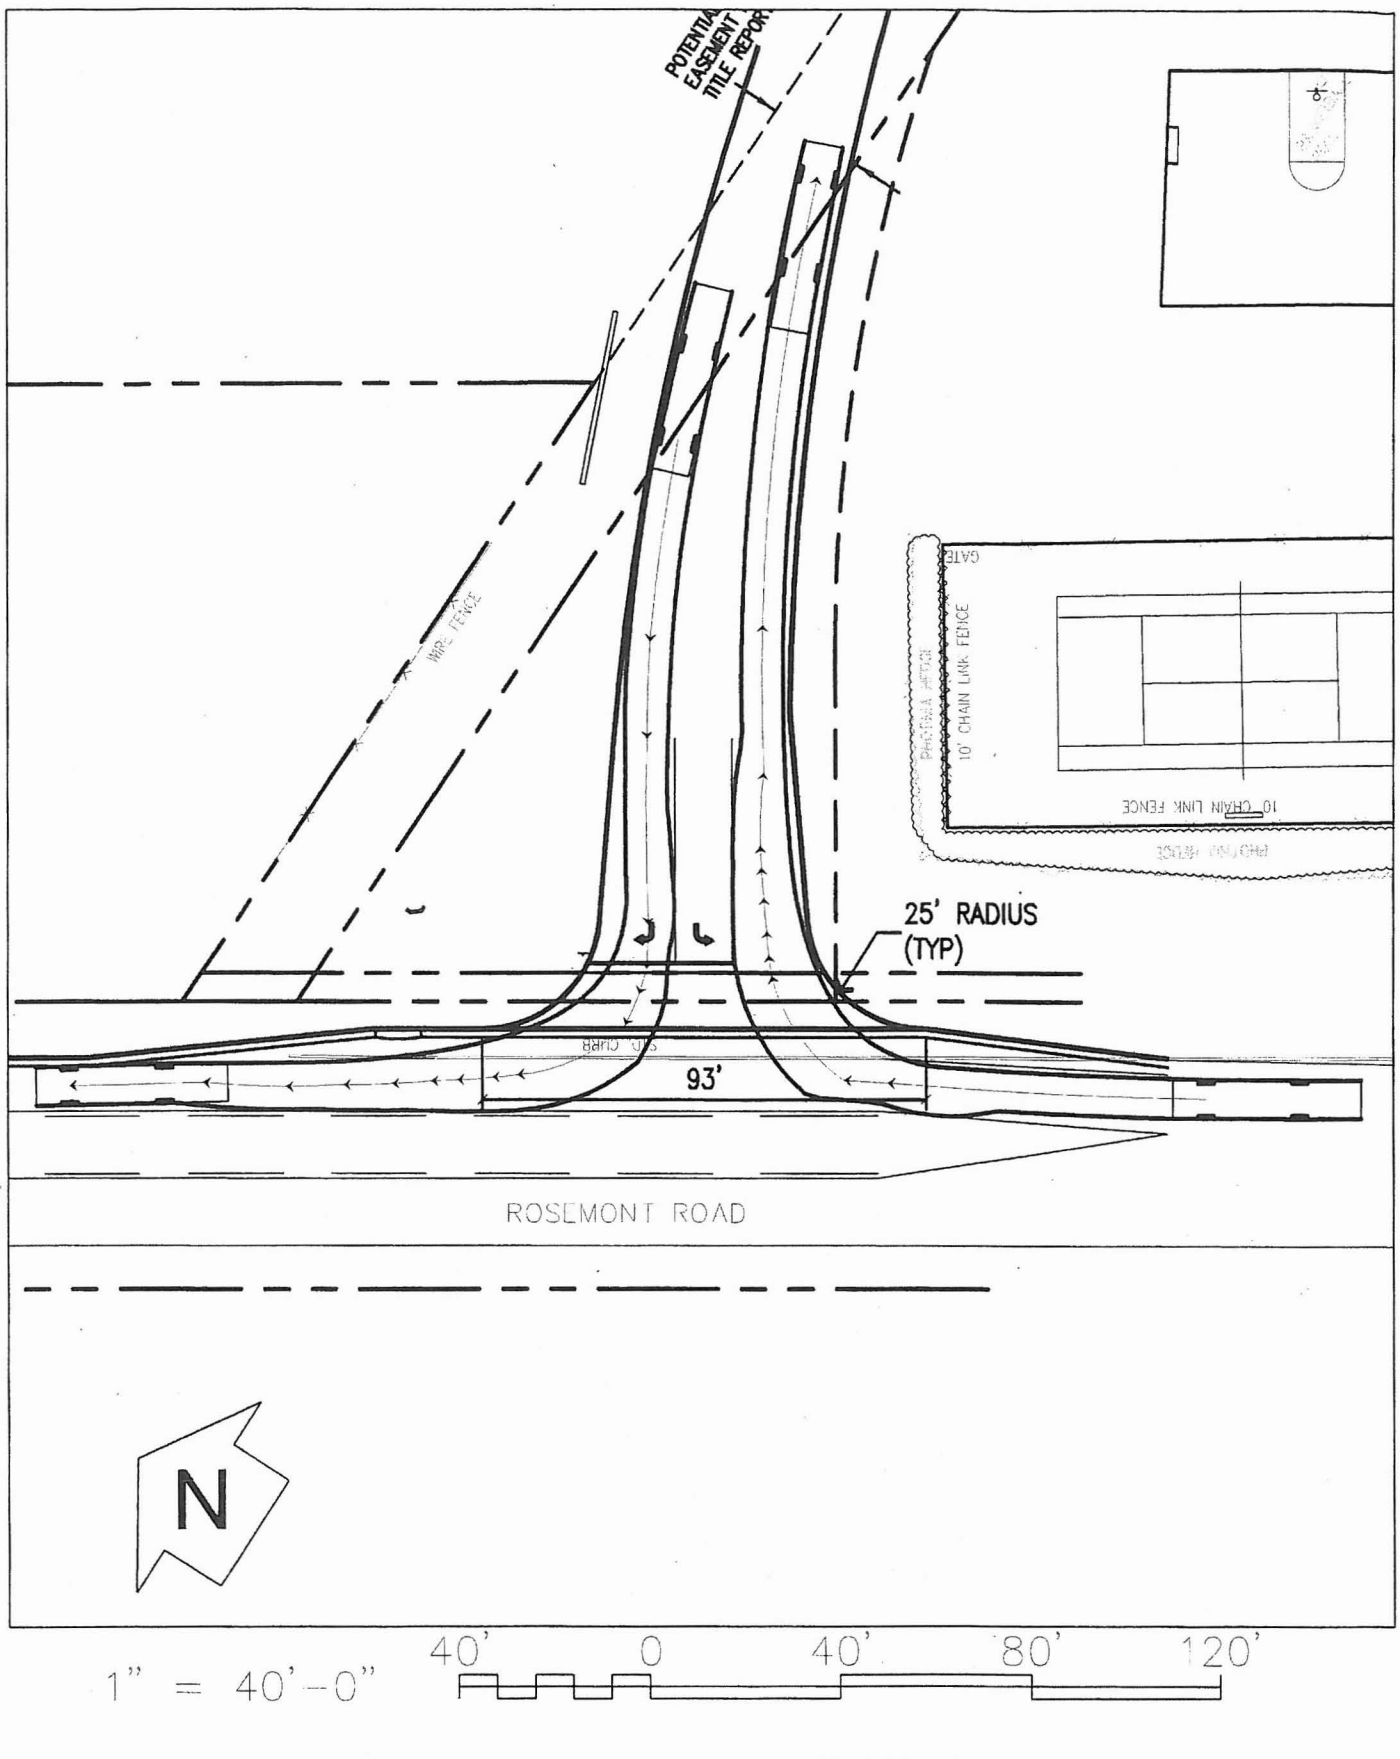 POTENTIAL
EASEMENT
TITLE REPORT
GATE
WIRE FENCE
PHOTINIA HEDGE
10' CHAIN LINK FENCE
10' CHAIN LINK FENCE
PHOTINIA HEDGE
25' RADIUS
(TYP)
STD. CURB
93'
ROSEMONT ROAD
N
40' 0 40' 80' 120'
1" = 40'-0"